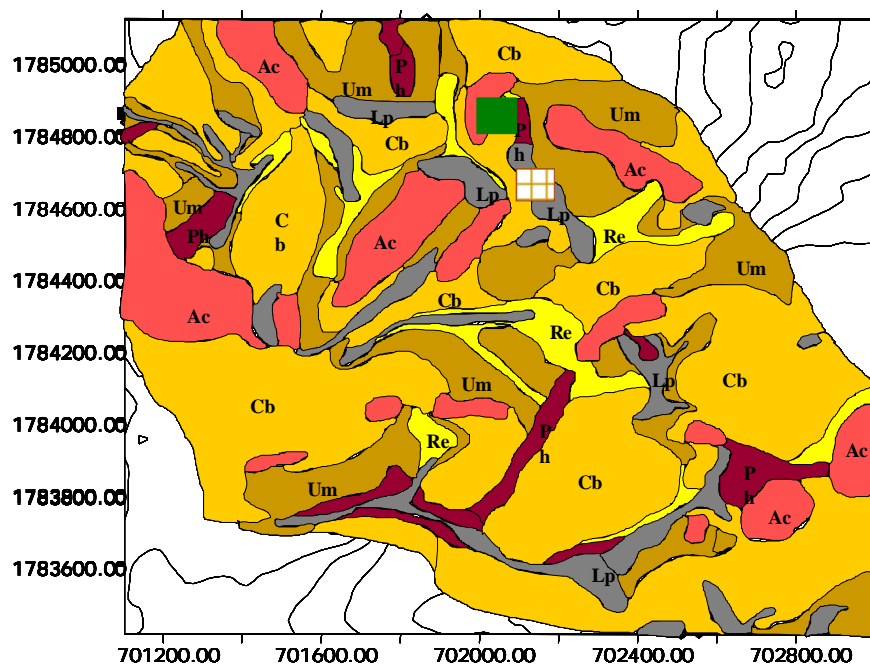 1785000.00
Cb
Ac
P
h
Um
Lp
Um
1784800.00
P
h
Cb
Ac
1784600.00
Um
Lp
Lp
C
b
Ph
Ac
Re
1784400.00
Um
Cb
Cb
Ac
Re
1784200.00
Um
Lp
Cb
Cb
1784000.00
Re
P
h
Ac
Cb
P
h
1783800.00
Um
Ac
1783600.00
Lp
701200.00
701600.00
702000.00
702400.00
702800.00